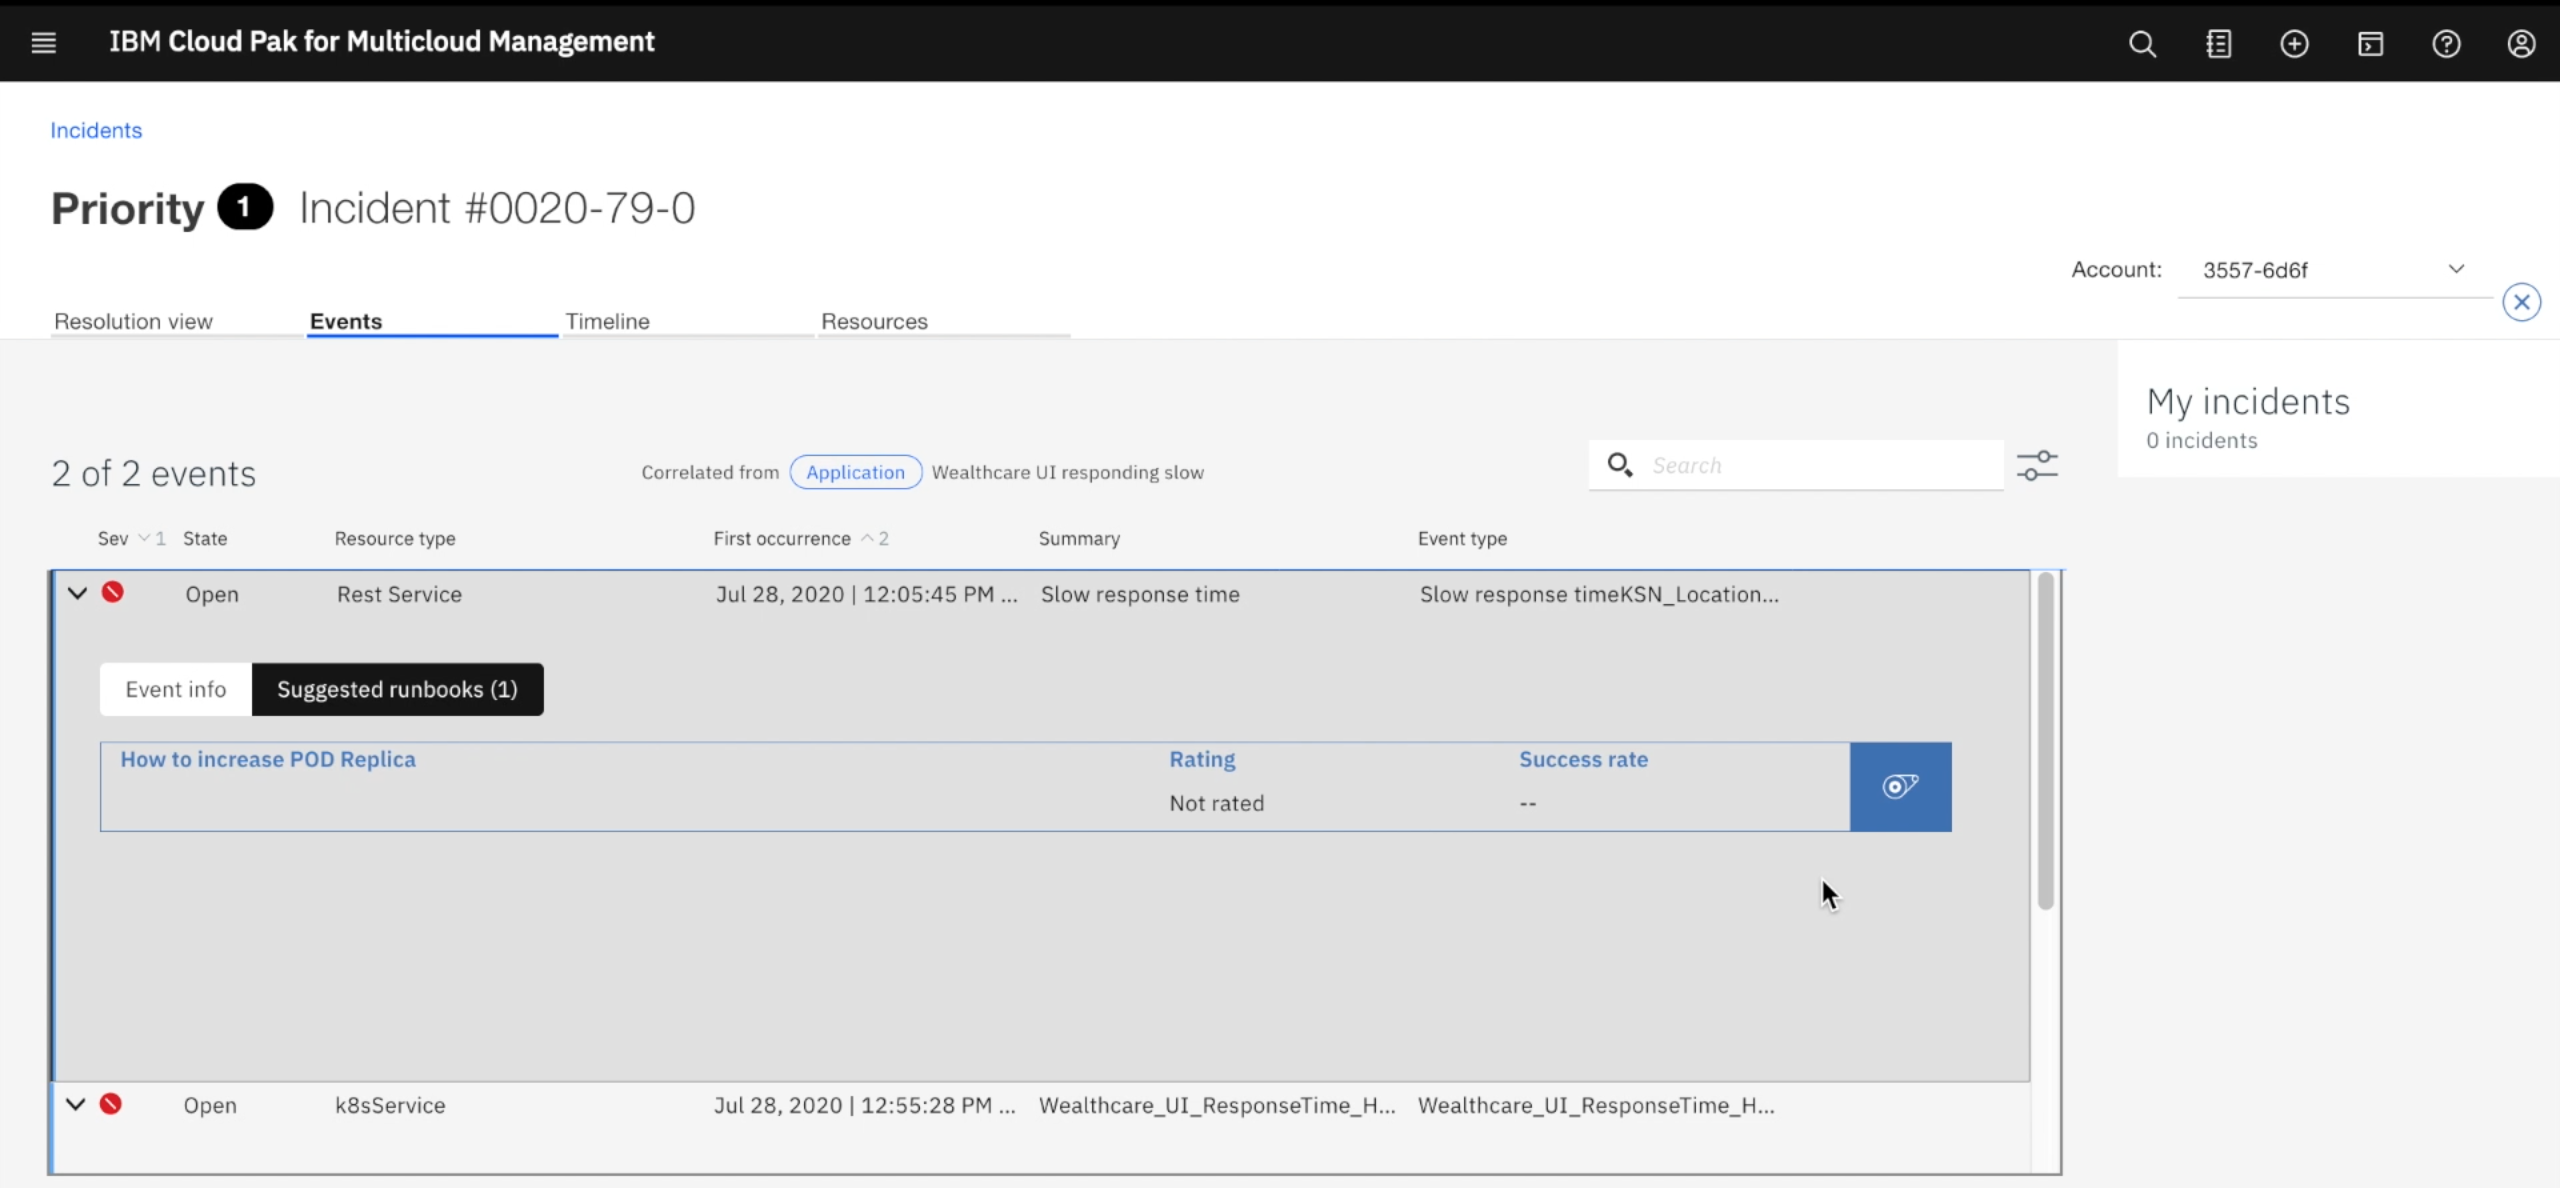 IBM Cloud Pak for Multicloud Management
Incidents
Priority 1 Incident #0020-79-0
Account: 3557-6d6f
Resolution view Events Timeline Resources
My incidents
0 incidents
2 of 2 events Correlated from Application Wealthcare UI responding slow Search
Sev 1 State Resource type First occurrence 2 Summary Event type
Open Rest Service Jul 28, 2020 | 12:05:45 PM ... Slow response time Slow response timeKSN_Location...
Event info Suggested runbooks (1)
How to increase POD Replica Rating Success rate
Not rated --
Open k8sService Jul 28, 2020 | 12:55:28 PM ... Wealthcare_UI_ResponseTime_H... Wealthcare_UI_ResponseTime_H...